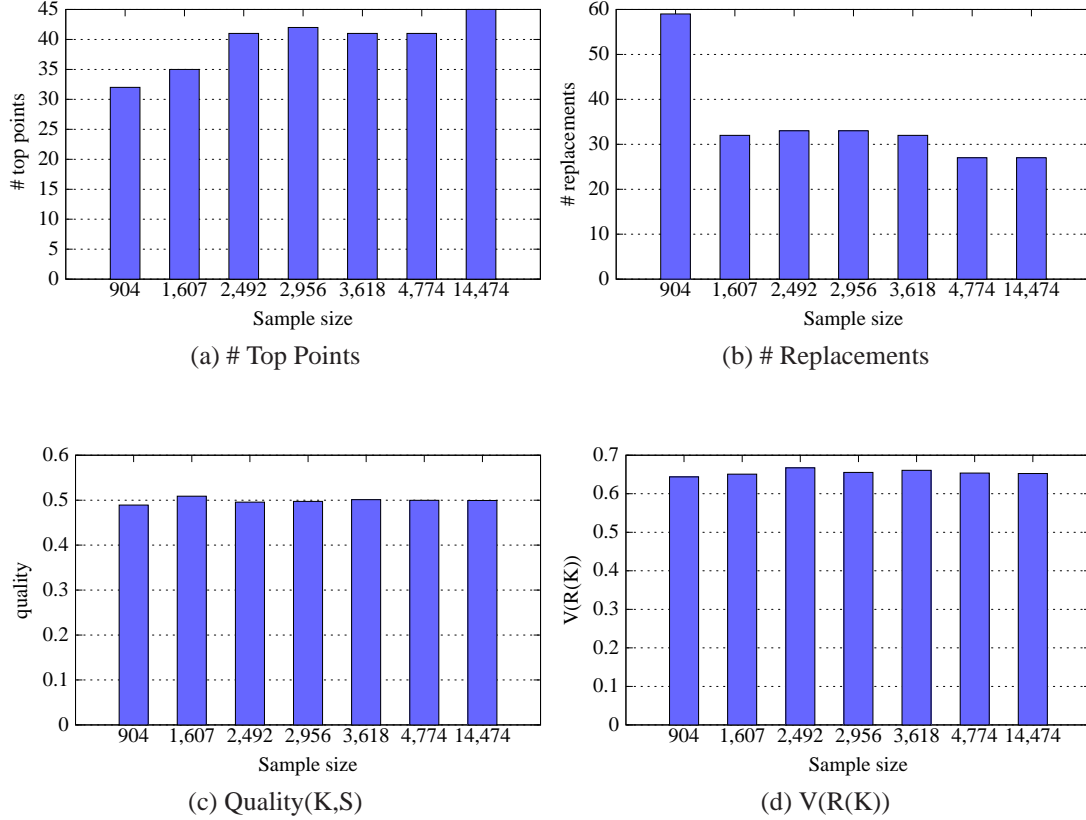 45
40
35
30
25
20
15
10
5
0
# top points
904 1,607 2,492 2,956 3,618 4,774 14,474
Sample size
(a) # Top Points
60
50
40
30
20
10
0
# replacements
904 1,607 2,492 2,956 3,618 4,774 14,474
Sample size
(b) # Replacements
0.6
0.5
0.4
0.3
0.2
0.1
0
quality
904 1,607 2,492 2,956 3,618 4,774 14,474
Sample size
(c) Quality(K,S)
0.7
0.6
0.5
0.4
0.3
0.2
0.1
0
V(R(K))
904 1,607 2,492 2,956 3,618 4,774 14,474
Sample size
(d) V(R(K))